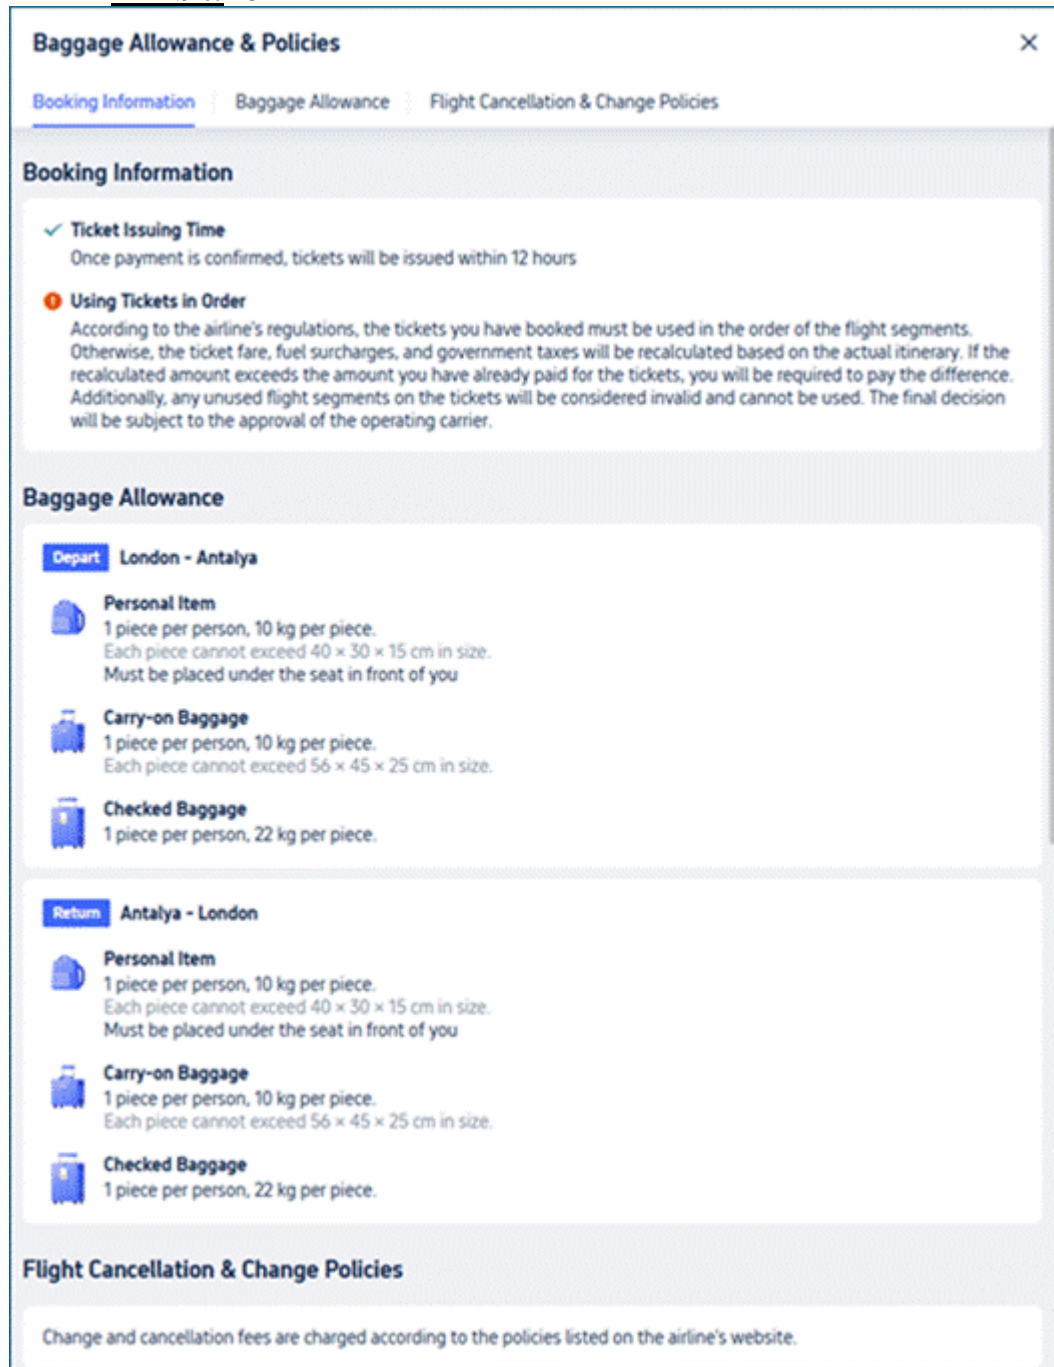 Baggage Allowance & Policies
Booking Information
Baggage Allowance
Flight Cancellation & Change Policies
Booking Information
Ticket Issuing Time
Once payment is confirmed, tickets will be issued within 12 hours
Using Tickets in Order
According to the airline's regulations, the tickets you have booked must be used in the order of the flight segments.
Otherwise, the ticket fare, fuel surcharges, and government taxes will be recalculated based on the actual itinerary. If the
recalculated amount exceeds the amount you have already paid for the tickets, you will be required to pay the difference.
Additionally, any unused flight segments on the tickets will be considered invalid and cannot be used. The final decision
will be subject to the approval of the operating carrier.
Baggage Allowance
Depart London - Antalya
Personal Item
1 piece per person, 10 kg per piece.
Each piece cannot exceed 40 × 30 × 15 cm in size.
Must be placed under the seat in front of you
Carry-on Baggage
1 piece per person, 10 kg per piece.
Each piece cannot exceed 56 × 45 × 25 cm in size.
Checked Baggage
1 piece per person, 22 kg per piece.
Return Antalya - London
Personal Item
1 piece per person, 10 kg per piece.
Each piece cannot exceed 40 × 30 × 15 cm in size.
Must be placed under the seat in front of you
Carry-on Baggage
1 piece per person, 10 kg per piece.
Each piece cannot exceed 56 × 45 × 25 cm in size.
Checked Baggage
1 piece per person, 22 kg per piece.
Flight Cancellation & Change Policies
Change and cancellation fees are charged according to the policies listed on the airline's website.